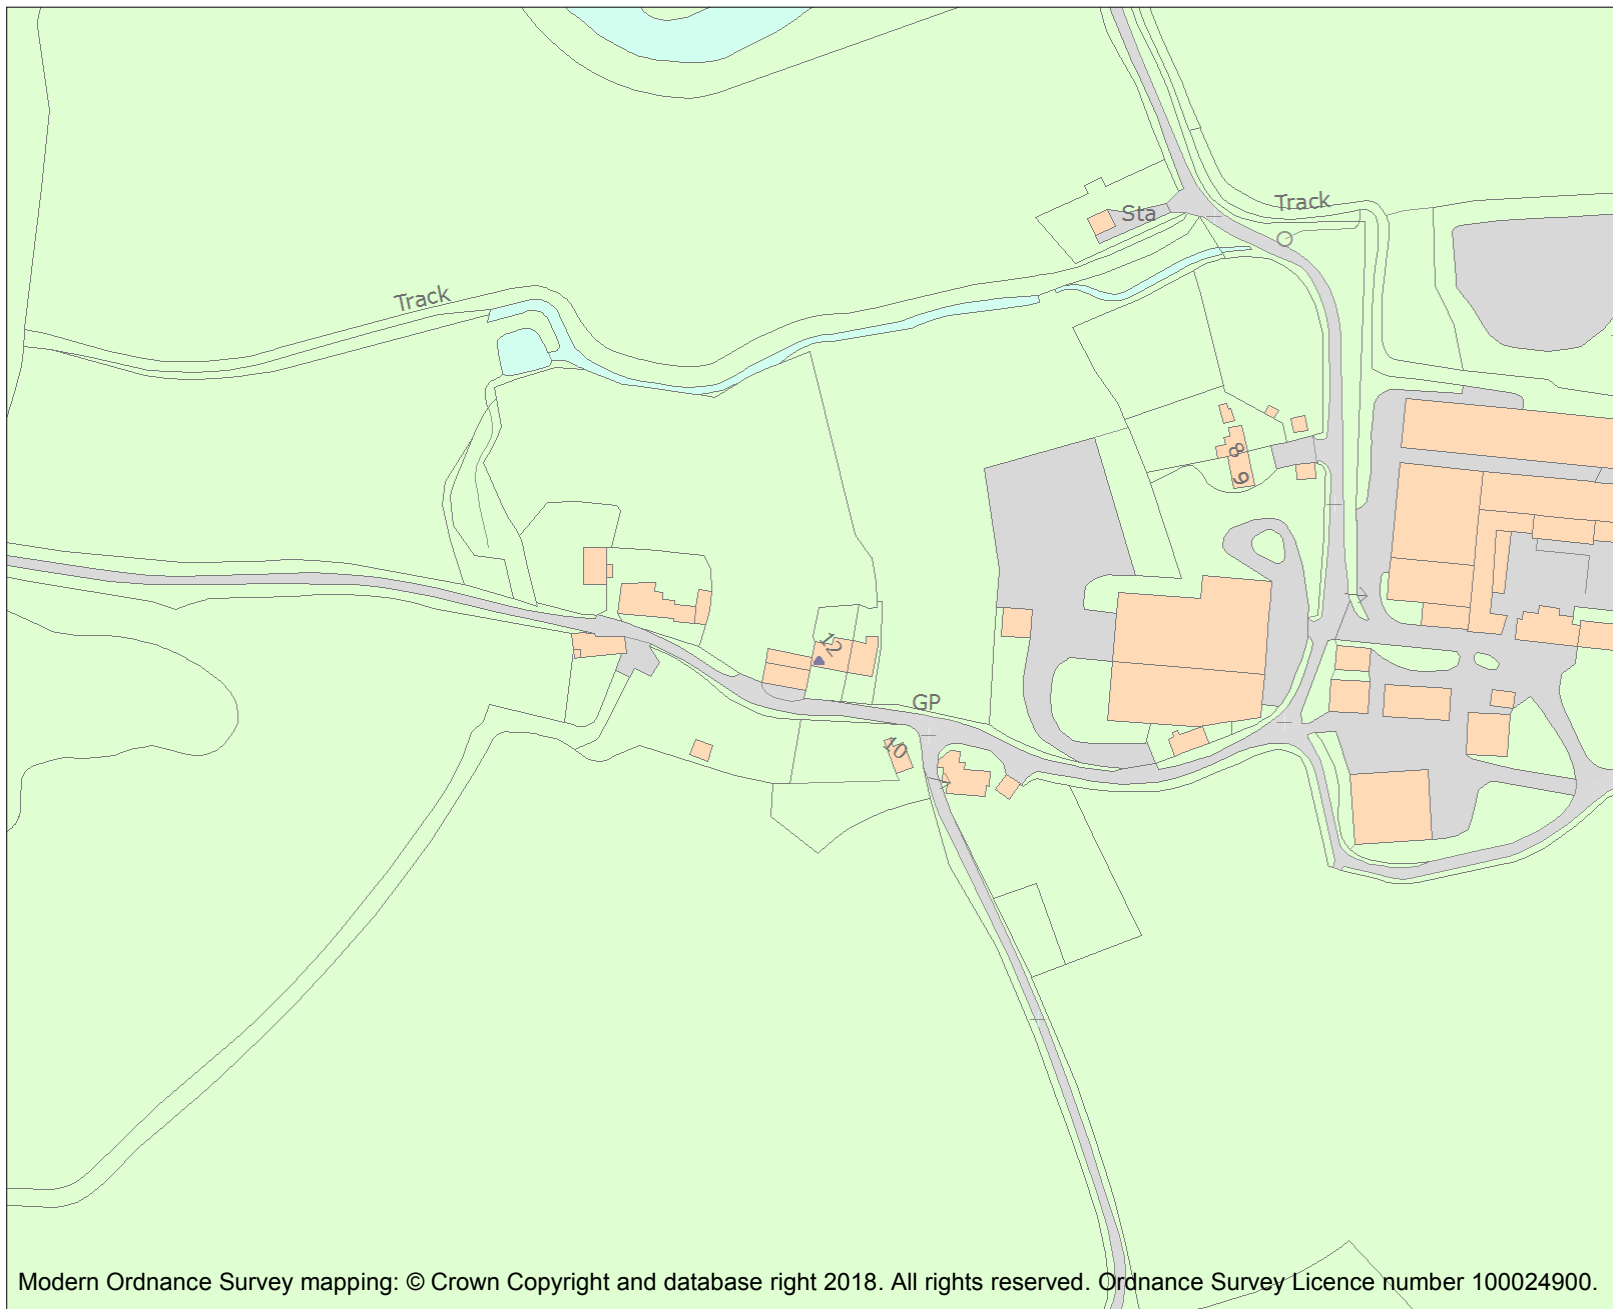 Track
Sta
Track
8
9
12
GP
10
Modern Ordnance Survey mapping: © Crown Copyright and database right 2018. All rights reserved. Ordnance Survey Licence number 100024900.